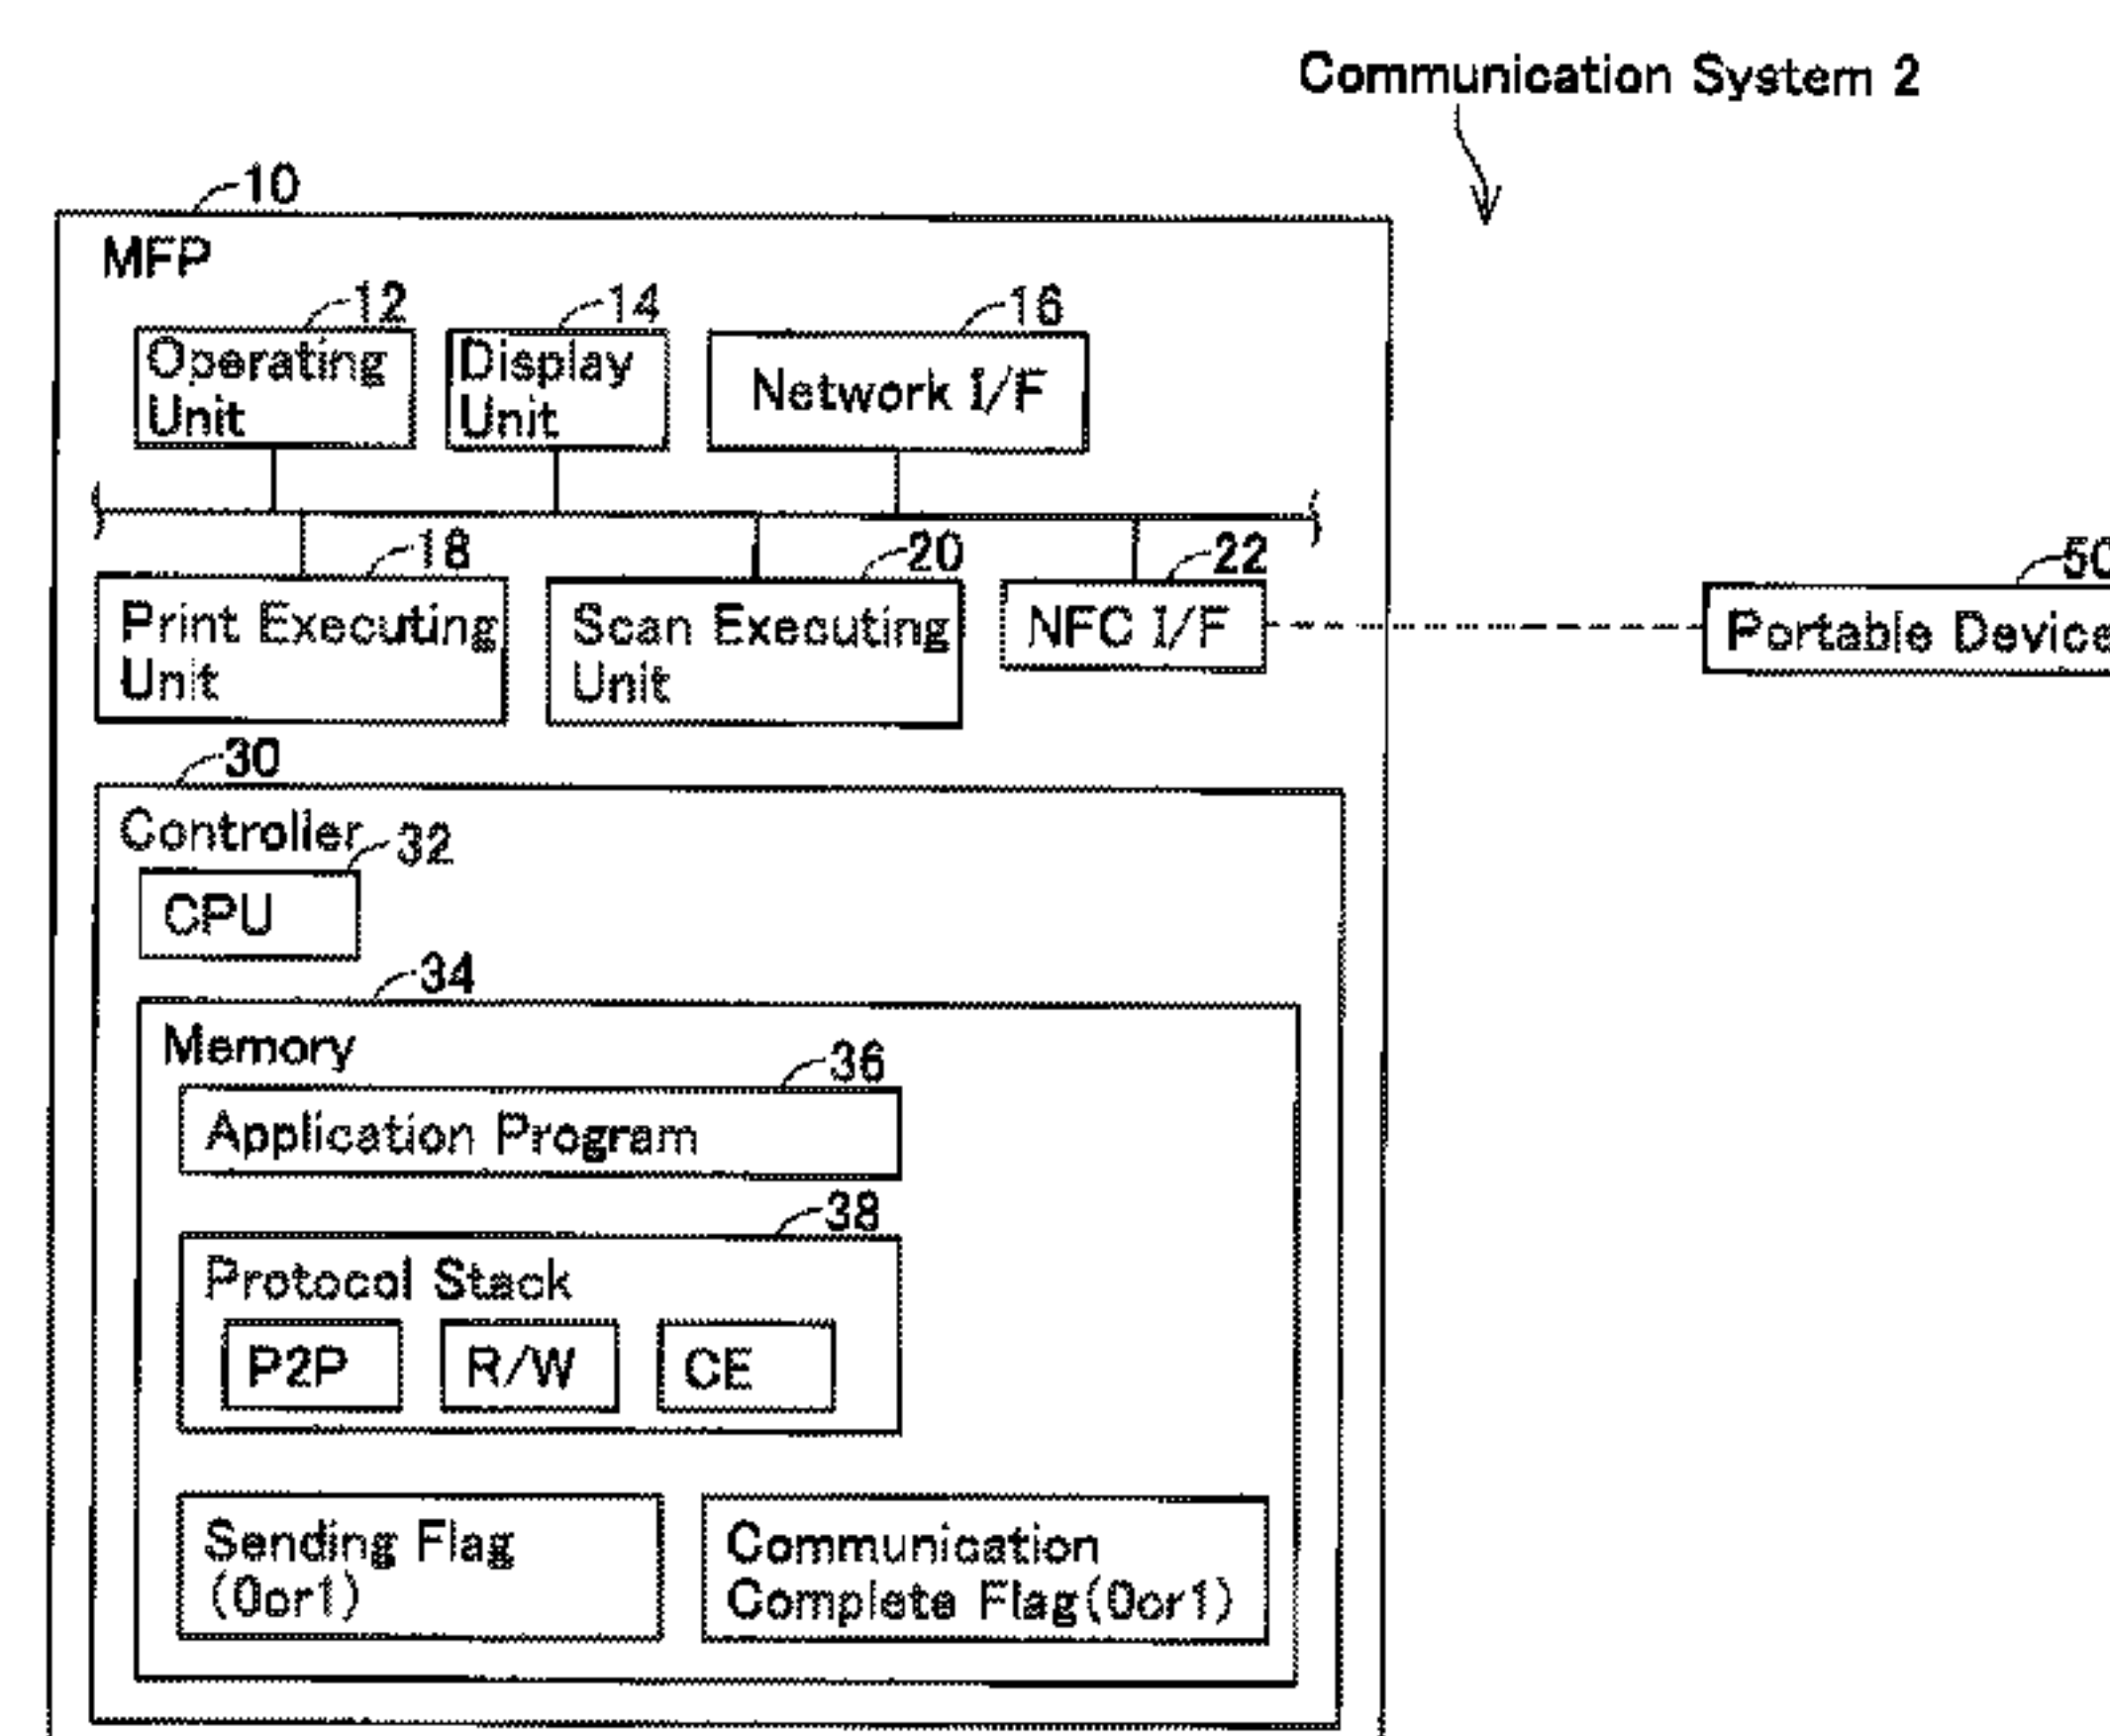 Communication System 2
10
MFP
12
14
16
Operating
Unit
Display
Unit
Network I/F
18
20
22
50
Print Executing
Unit
Scan Executing
Unit
NFC I/F
Portable Device
30
Controller
32
CPU
34
Memory
36
Application Program
38
Protocol Stack
P2P
R/W
CE
Sending Flag
(0or1)
Communication
Complete Flag(0or1)